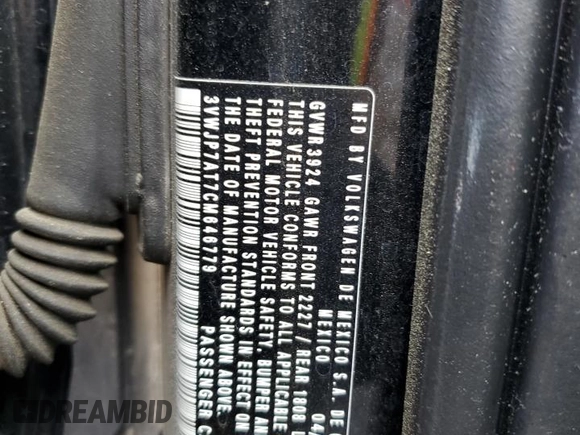 MFD BY VOLKSWAGEN DE MEXICO S.A. DE
MEXICO 04/
GVWR 3924 GAWR FRONT 2227 / REAR 1808
THIS VEHICLE CONFORMS TO ALL APPLICABLE
FEDERAL MOTOR VEHICLE SAFETY, BUMPER AN
THEFT PREVENTION STANDARDS IN EFFECT ON
THE DATE OF MANUFACTURE SHOWN ABOVE.
3VWJP7AT7CM646779 PASSENGER C
DREAMBID